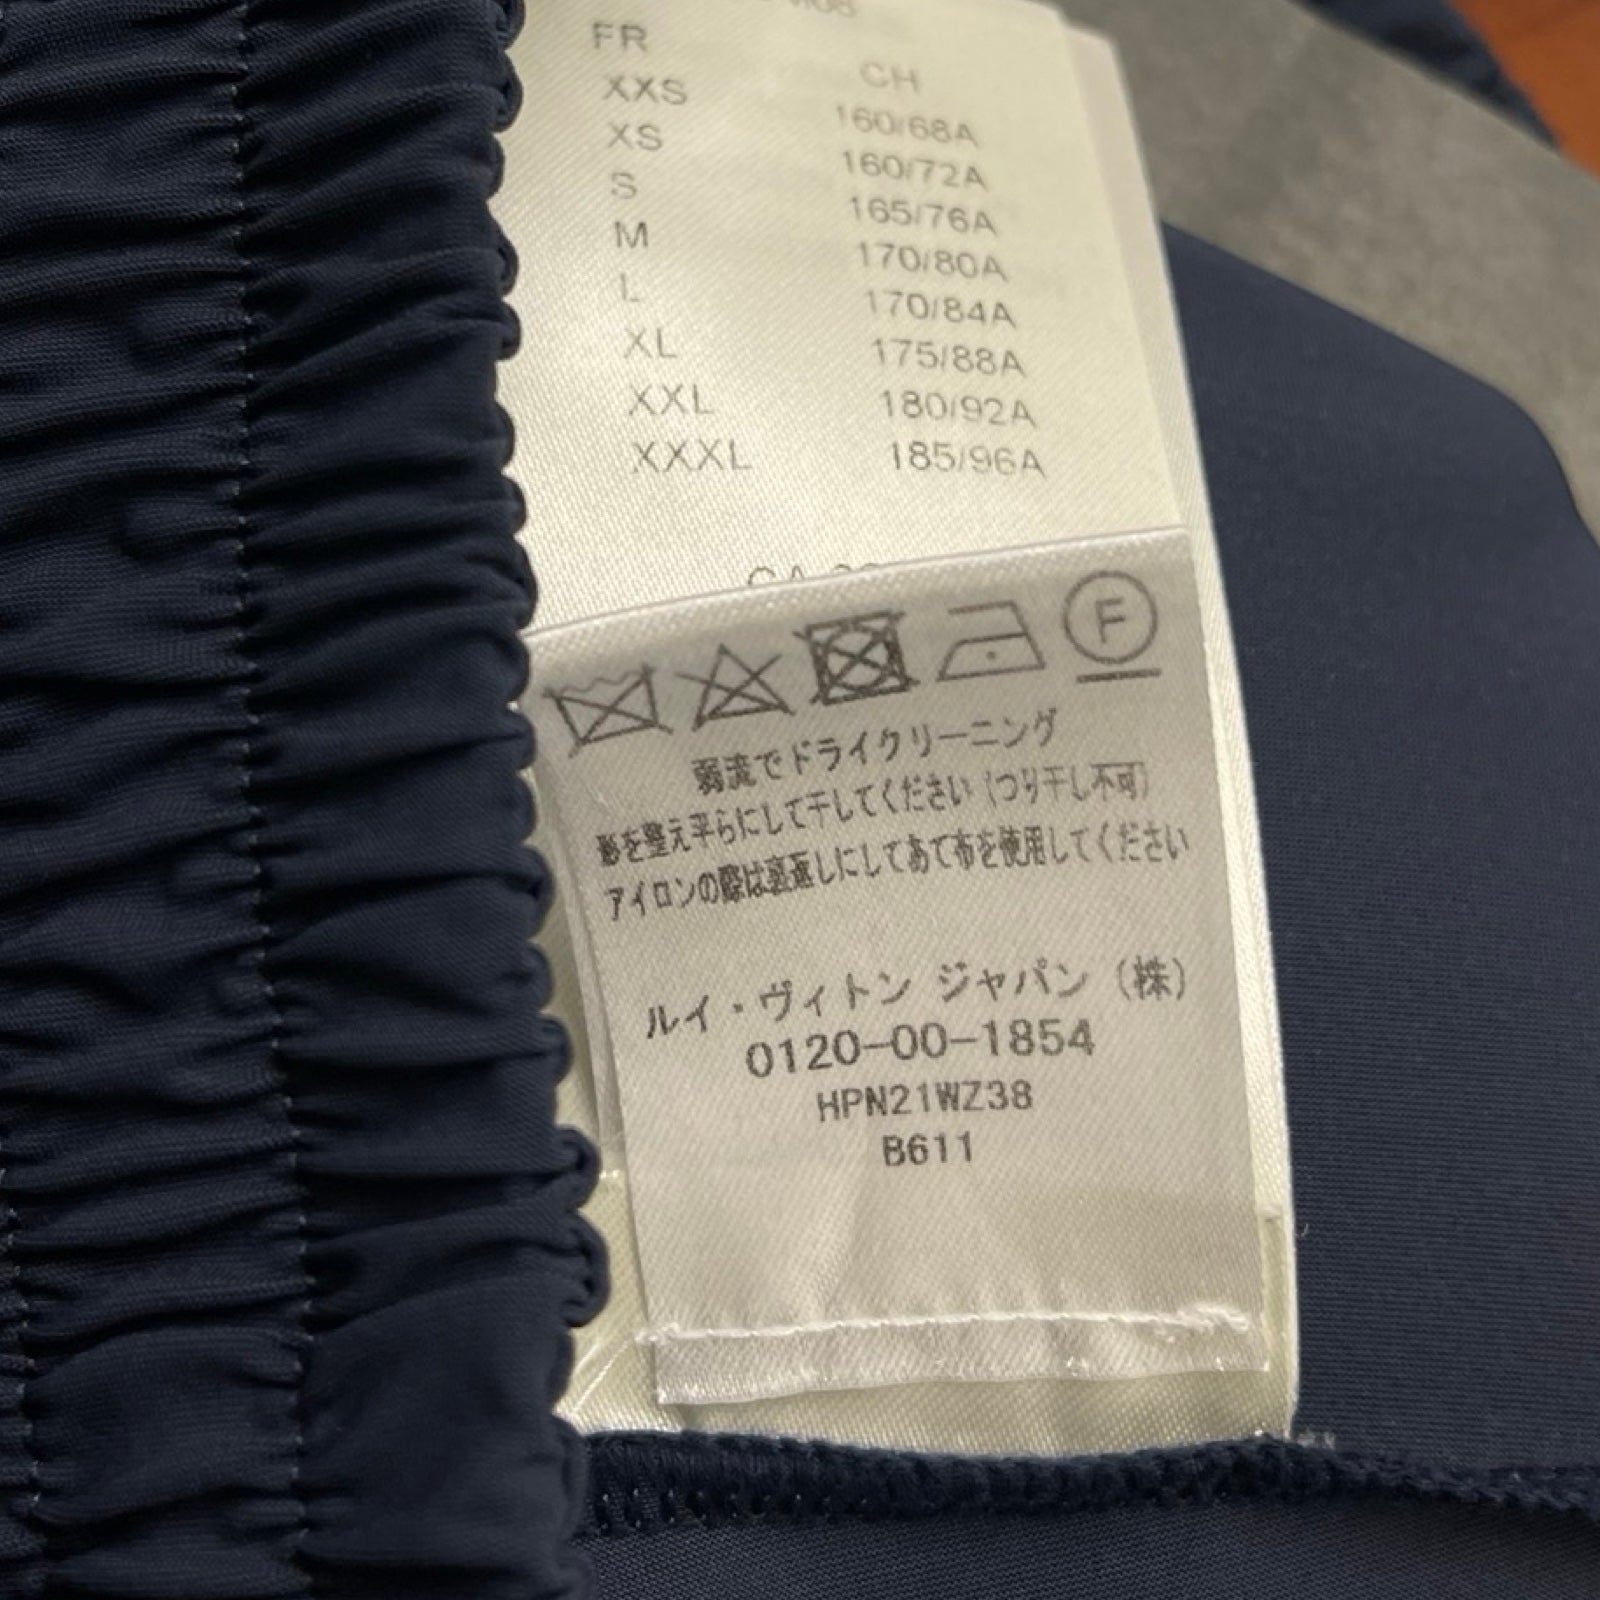 FR CH
XXS 160/68A
XS 160/72A
S 165/76A
M 170/80A
L 170/84A
XL 175/88A
XXL 180/92A
XXXL 185/96A
CA
F
弱流でドライクリーニング
形を整え平らにして干してください（つり干し不可）
アイロンの際は裏返しにしてあて布を使用してください
ルイ・ヴィトン ジャパン（株）
0120-00-1854
HPN21WZ38
B611